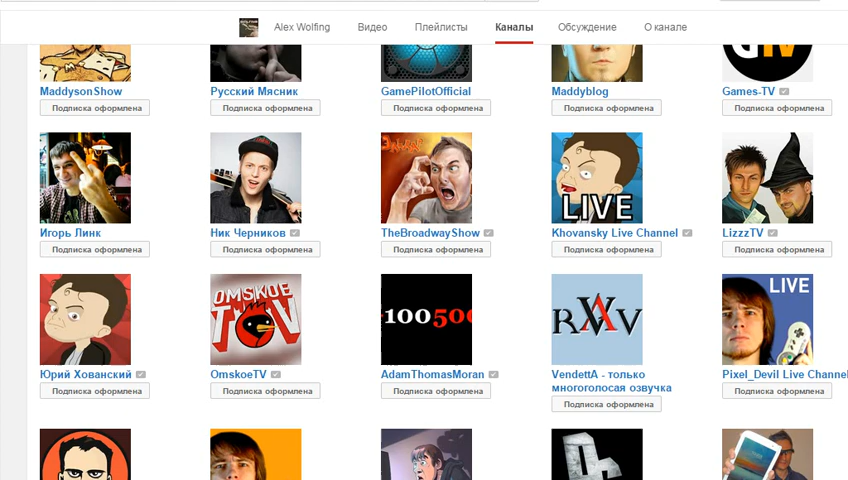 Alex Wolfing Видео Плейлисты Каналы Обсуждение О канале
GTV
MaddysonShow Русский Мясник GamePilotOfficial Maddyblog Games-TV
Подписка оформлена Подписка оформлена Подписка оформлена Подписка оформлена Подписка оформлена
LIVE
Игорь Линк Ник Черников TheBroadwayShow Khovansky Live Channel LizzzTV
Подписка оформлена Подписка оформлена Подписка оформлена Подписка оформлена Подписка оформлена
OMSKOE TV 100500 RVV LIVE
Юрий Хованский OmskoeTV AdamThomasMoran VendettA - только Pixel_Devil Live Channel
многоголосая озвучка
Подписка оформлена Подписка оформлена Подписка оформлена Подписка оформлена
Подписка оформлена